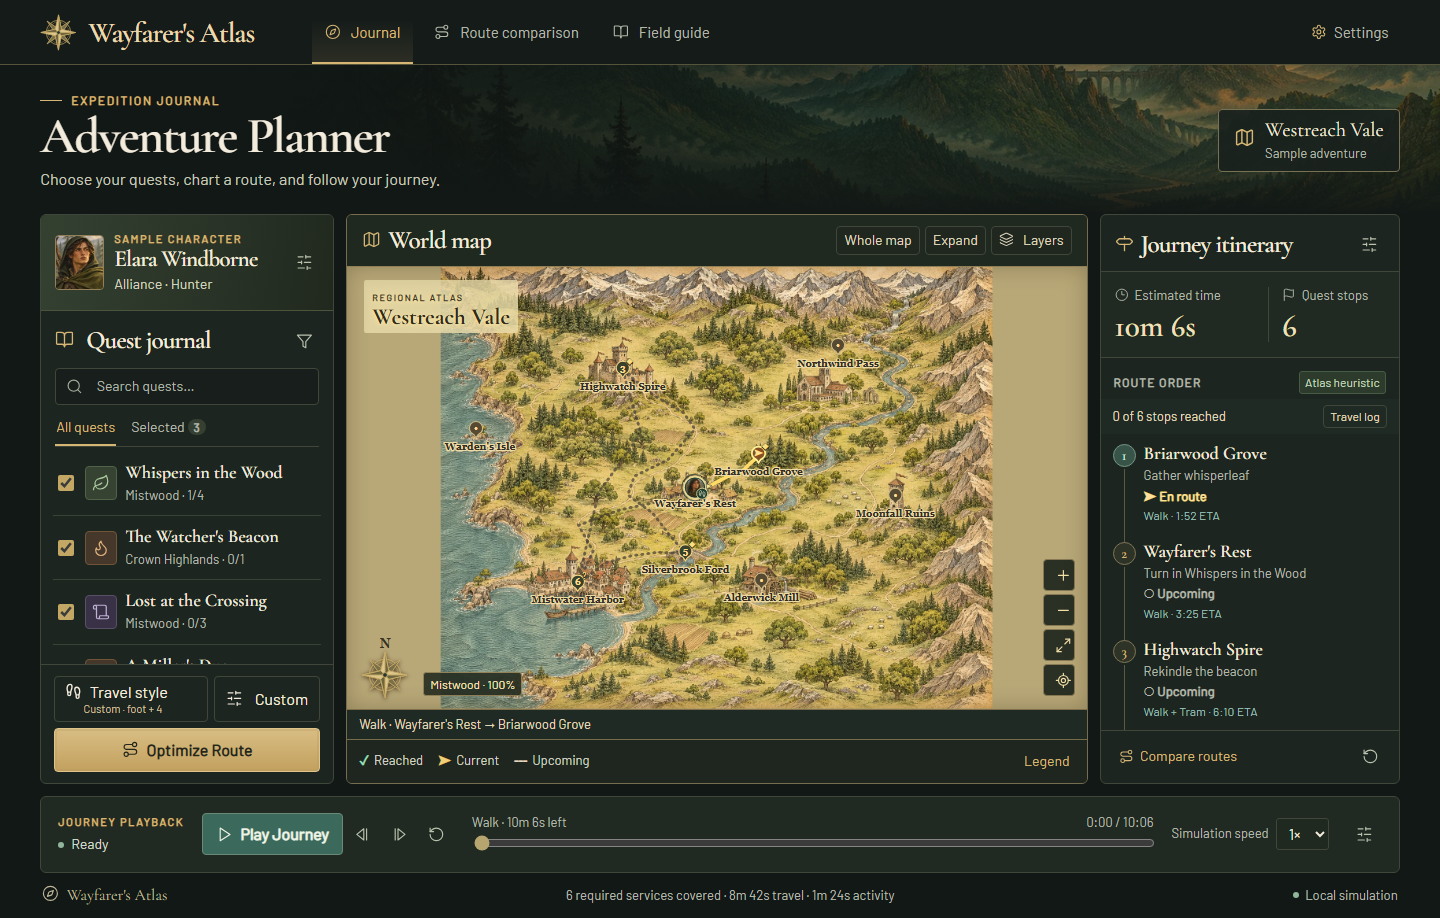 Wayfarer's Atlas
Journal
Route comparison
Field guide
Settings
EXPEDITION JOURNAL
Adventure Planner
Choose your quests, chart a route, and follow your journey.
Westreach Vale
Sample adventure
SAMPLE CHARACTER
Elara Windborne
Alliance · Hunter
Quest journal
Search quests...
All quests
Selected 3
Whispers in the Wood
Mistwood · 1/4
The Watcher's Beacon
Crown Highlands · 0/1
Lost at the Crossing
Mistwood · 0/3
Travel style
Custom · foot + 4
Custom
Optimize Route
World map
Whole map
Expand
Layers
REGIONAL ATLAS
Westreach Vale
Northwind Pass
3
Highwatch Spire
Warden's Isle
Briarwood Grove
Wayfarer's Rest
Moonfall Ruins
5
Silverbrook Ford
6
Mistwater Harbor
Alderwick Mill
N
Mistwood · 100%
Walk · Wayfarer's Rest → Briarwood Grove
Reached
Current
Upcoming
Legend
Journey itinerary
Estimated time
10m 6s
Quest stops
6
ROUTE ORDER
Atlas heuristic
0 of 6 stops reached
Travel log
1
Briarwood Grove
Gather whisperleaf
En route
Walk · 1:52 ETA
2
Wayfarer's Rest
Turn in Whispers in the Wood
Upcoming
Walk · 3:25 ETA
3
Highwatch Spire
Rekindle the beacon
Upcoming
Walk + Tram · 6:10 ETA
Compare routes
JOURNEY PLAYBACK
Ready
Play Journey
Walk · 10m 6s left
0:00 / 10:06
Simulation speed
1×
Wayfarer's Atlas
6 required services covered · 8m 42s travel · 1m 24s activity
Local simulation